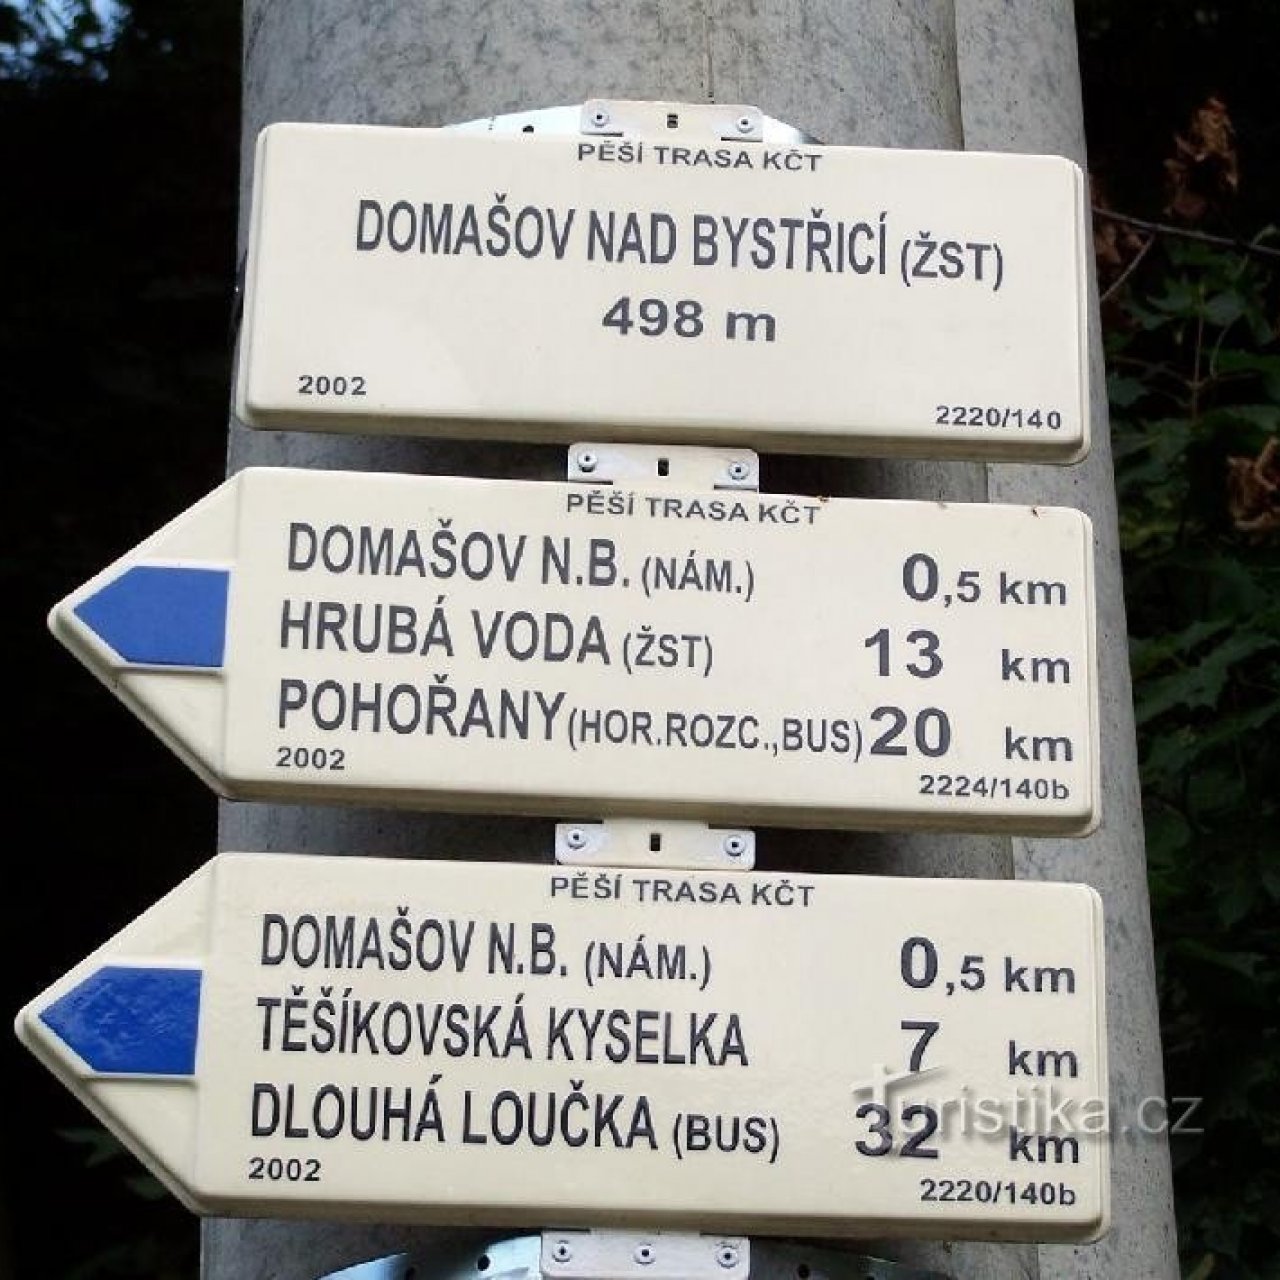 PĚŠÍ TRASA KČT
DOMAŠOV NAD BYSTŘICÍ (ŽST)
498 m
2002 2220/140
PĚŠÍ TRASA KČT
DOMAŠOV N.B. (NÁM.) 0,5 km
HRUBÁ VODA (ŽST) 13 km
POHOŘANY (HOR.ROZC.,BUS) 20 km
2002 2224/140b
PĚŠÍ TRASA KČT
DOMAŠOV N.B. (NÁM.) 0,5 km
TĚŠÍKOVSKÁ KYSELKA 7 km
DLOUHÁ LOUČKA (BUS) 32 km
2002 2220/140b
Turistika.cz